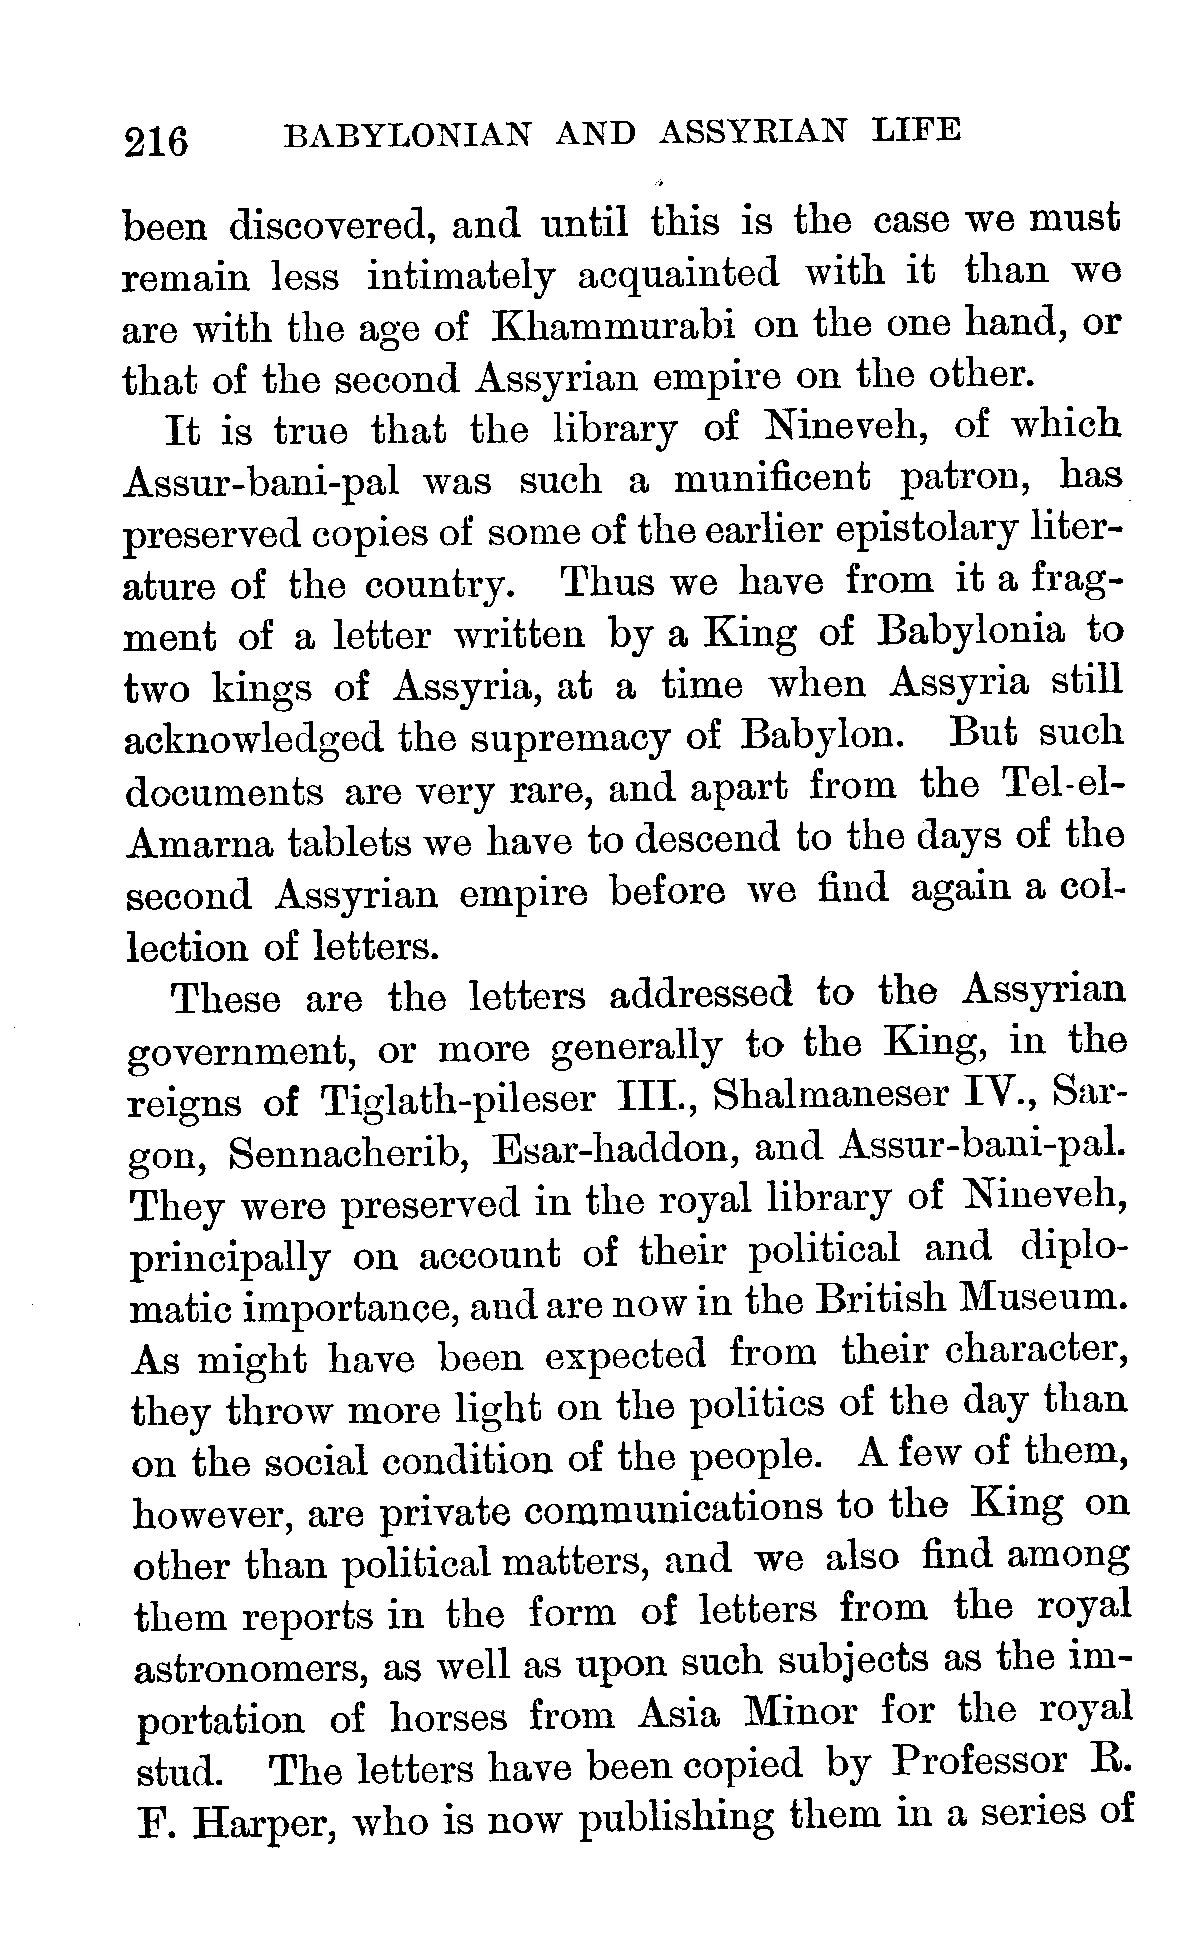 216 BABYLONIAN AND ASSYRIAN LIFE
been discovered, and until this is the case we must
remain less intimately acquainted with it than we
are with the age of Khammurabi on the one hand, or
that of the second Assyrian empire on the other.
It is true that the library of Nineveh, of which
Assur-bani-pal was such a munificent patron, has
preserved copies of some of the earlier epistolary liter-
ature of the country. Thus we have from it a frag-
ment of a letter written by a King of Babylonia to
two kings of Assyria, at a time when Assyria still
acknowledged the supremacy of Babylon. But such
documents are very rare, and apart from the Tel-el-
Amarna tablets we have to descend to the days of the
second Assyrian empire before we find again a col-
lection of letters.
These are the letters addressed to the Assyrian
government, or more generally to the King, in the
reigns of Tiglath-pileser III., Shalmaneser IV., Sar-
gon, Sennacherib, Esar-haddon, and Assur-bani-pal.
They were preserved in the royal library of Nineveh,
principally on account of their political and diplo-
matic importance, and are now in the British Museum.
As might have been expected from their character,
they throw more light on the politics of the day than
on the social condition of the people. A few of them,
however, are private communications to the King on
other than political matters, and we also find among
them reports in the form of letters from the royal
astronomers, as well as upon such subjects as the im-
portation of horses from Asia Minor for the royal
stud. The letters have been copied by Professor R.
F. Harper, who is now publishing them in a series of